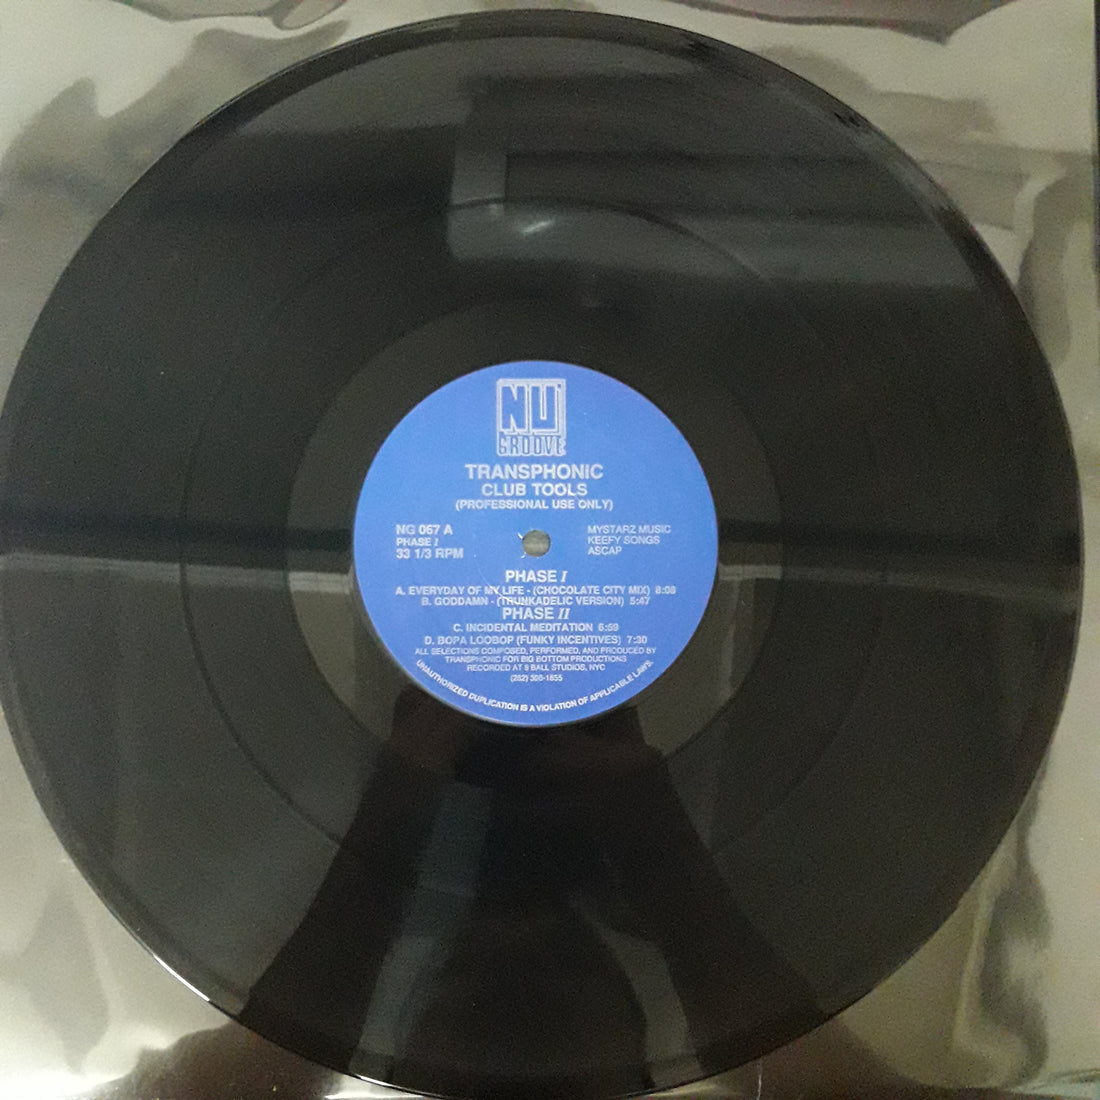 NU
GROOVE
TRANSPHONIC
CLUB TOOLS
(PROFESSIONAL USE ONLY)
NG 067 A
PHASE I
33 1/3 RPM
MYSTARZ MUSIC
KEEFY SONGS
ASCAP
PHASE I
A. EVERYDAY OF MY LIFE - (CHOCOLATE CITY MIX) 8:08
B. GODDAMN - (TRUNKADELIC VERSION) 5:47
PHASE II
C. INCIDENTAL MEDITATION 6:59
D. BOPA LOOBOP (FUNKY INCENTIVES) 7:30
ALL SELECTIONS COMPOSED, PERFORMED, AND PRODUCED BY
TRANSPHONIC FOR BIG BOTTOM PRODUCTIONS
RECORDED AT 8 BALL STUDIOS, NYC
UNAUTHORIZED DUPLICATION IS A VIOLATION OF APPLICABLE LAWS.